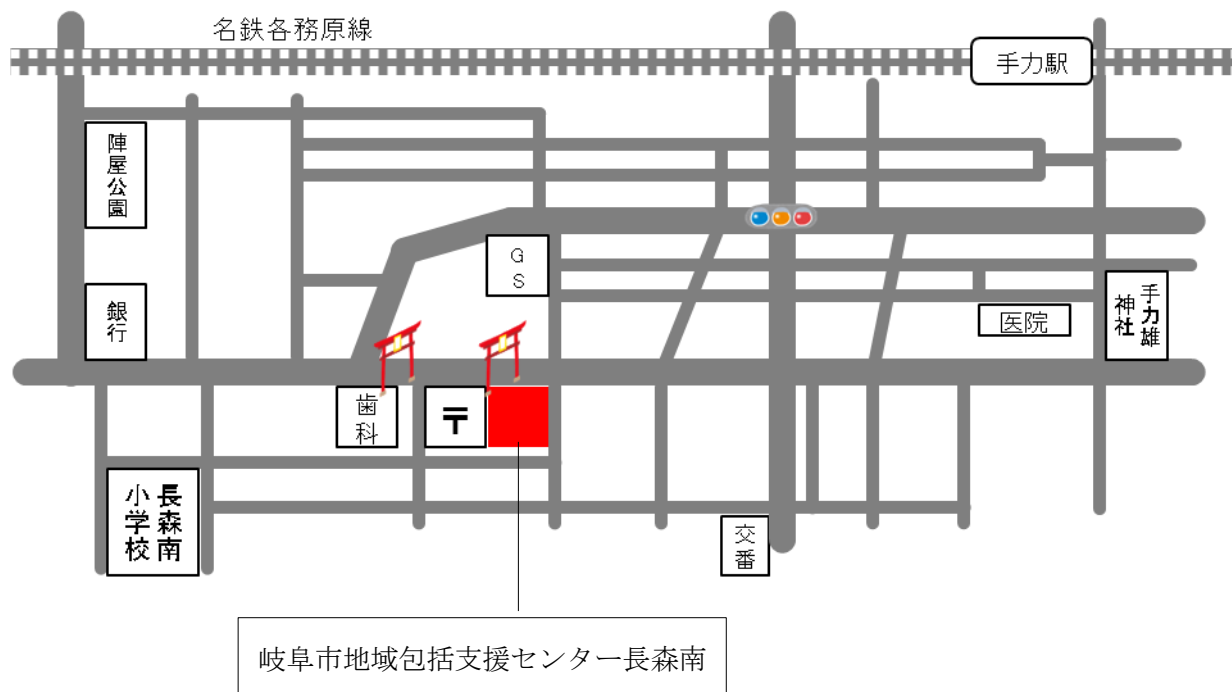 名鉄各務原線
手力駅
陣屋公園
GS
銀行
手力雄
神社
医院
歯科
〒
長森南
小学校
交番
岐阜市地域包括支援センター長森南